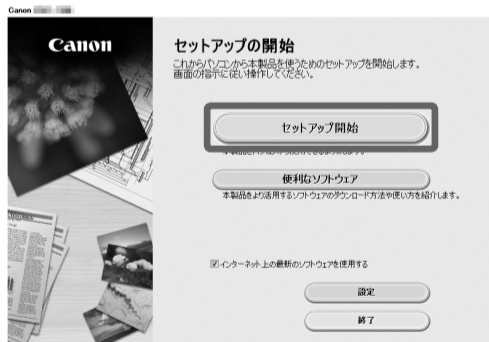 Canon
Canon
セットアップの開始
これからパソコンから本製品を使うためのセットアップを開始します。
画面の指示に従い操作してください。
セットアップ開始
便利なソフトウェア
本製品をより活用するソフトウェアのダウンロード方法や使い方を紹介します。
インターネット上の最新のソフトウェアを使用する
設定
終了